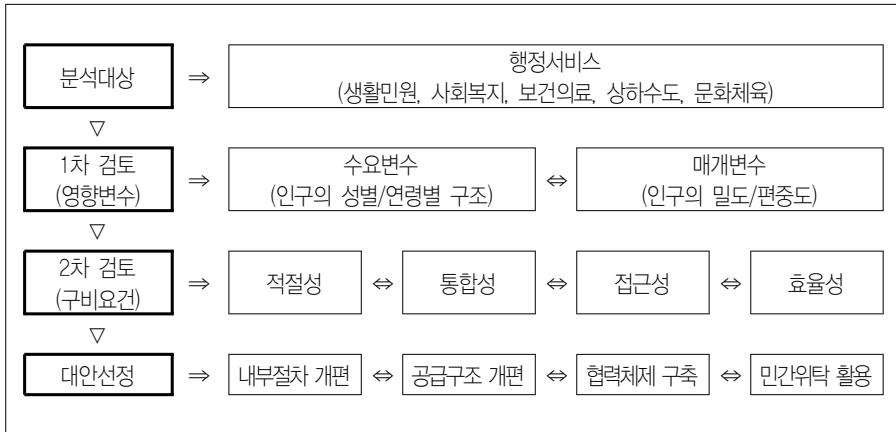 분석대상 ⇒ 행정서비스
(생활민원, 사회복지, 보건의료, 상하수도, 문화체육)
▽
1차 검토
(영향변수) ⇒ 수요변수
(인구의 성별/연령별 구조) ⇔ 매개변수
(인구의 밀도/편중도)
▽
2차 검토
(구비요건) ⇒ 적절성 ⇔ 통합성 ⇔ 접근성 ⇔ 효율성
▽
대안선정 ⇒ 내부절차 개편 ⇔ 공급구조 개편 ⇔ 협력체제 구축 ⇔ 민간위탁 활용